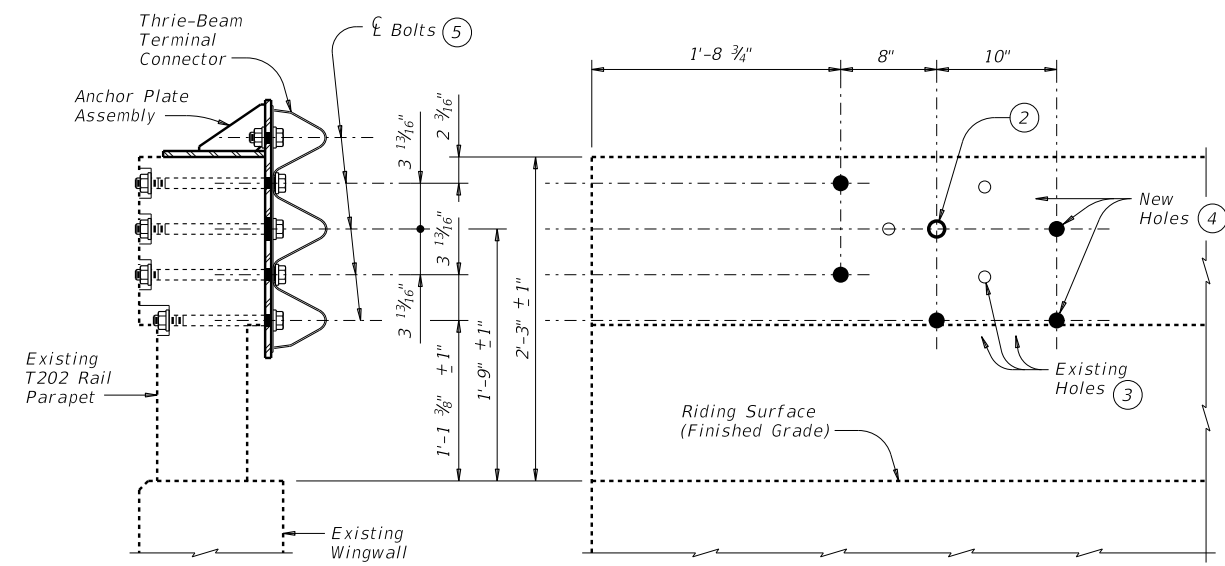 Thrie-Beam
Terminal
Connector
℄ Bolts 5
Anchor Plate
Assembly
3 13/16"
2 3/16"
3 13/16"
3 13/16"
1'-1 3/8" ±1"
1'-9" ±1"
2'-3" ±1"
Existing
T202 Rail
Parapet
Existing
Wingwall
1'-8 3/4"
8"
10"
2
New
Holes 4
Existing
Holes 3
Riding Surface
(Finished Grade)